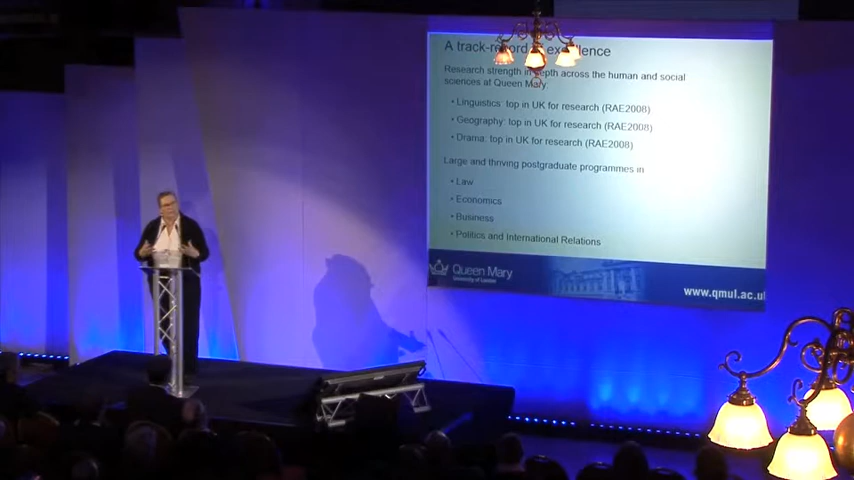 A track-record of excellence
Research strength in depth across the human and social
sciences at Queen Mary:
• Linguistics: top in UK for research (RAE2008)
• Geography: top in UK for research (RAE2008)
• Drama: top in UK for research (RAE2008)
Large and thriving postgraduate programmes in
• Law
• Economics
• Business
• Politics and International Relations
Queen Mary
University of London
www.qmul.ac.u